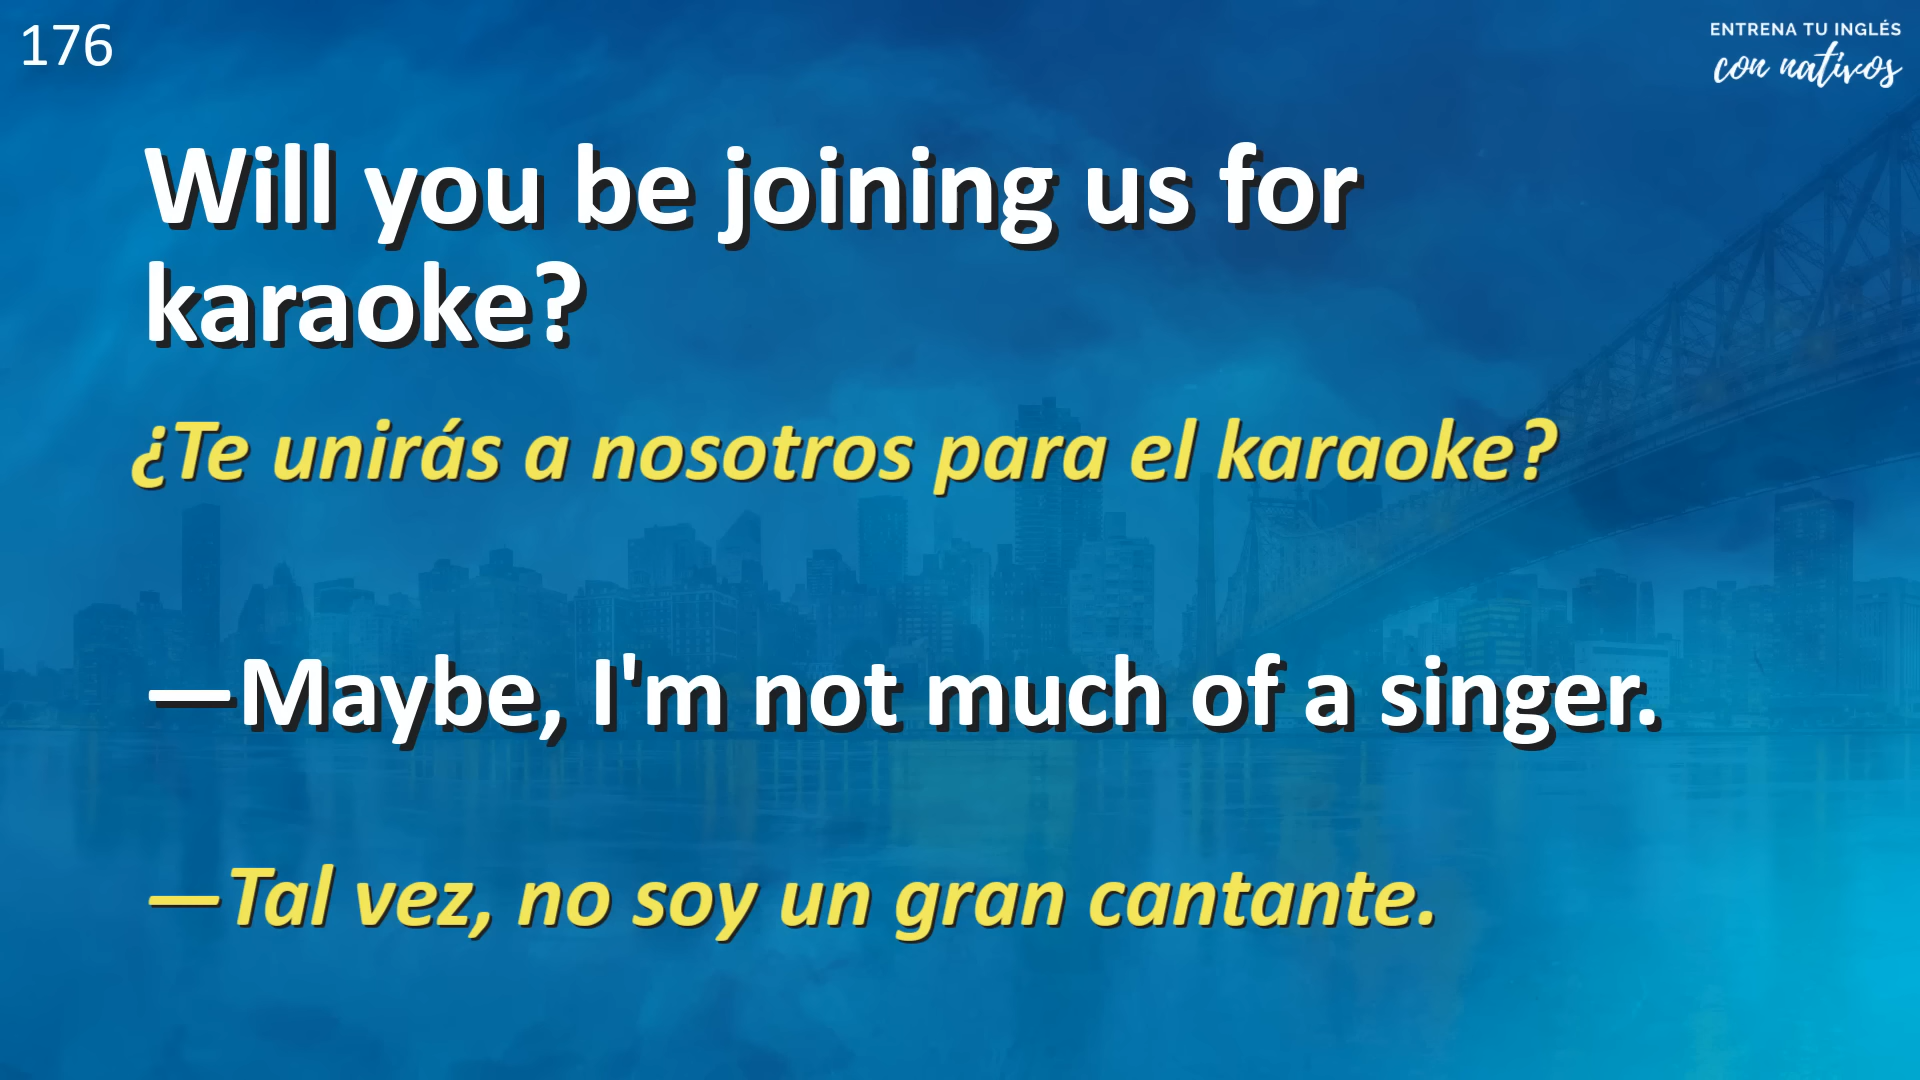 176
ENTRENA TU INGLÉS
con nativos
Will you be joining us for
karaoke?
¿Te unirás a nosotros para el karaoke?
—Maybe, I'm not much of a singer.
—Tal vez, no soy un gran cantante.